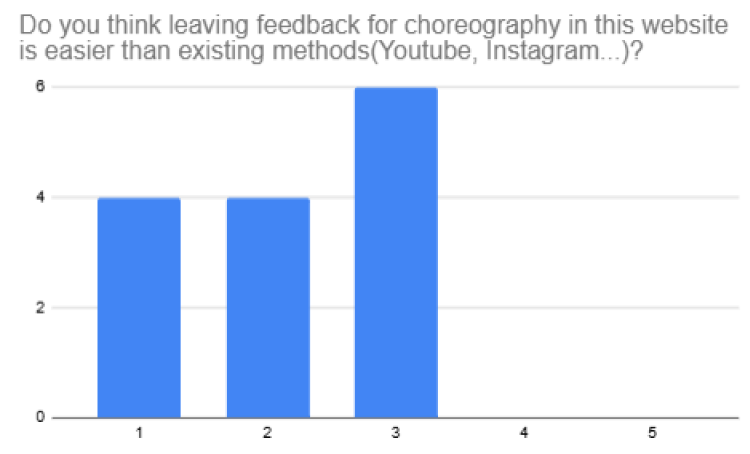 Do you think leaving feedback for choreography in this website
is easier than existing methods(Youtube, Instagram...)?
6
4
2
0
1 2 3 4 5